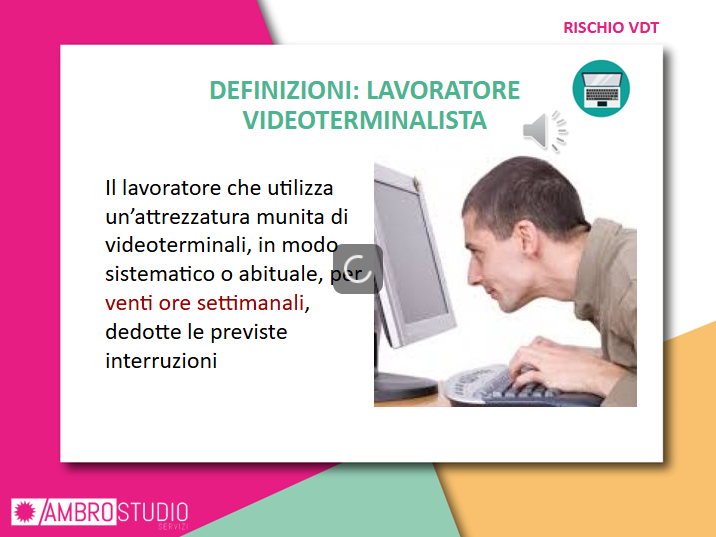 RISCHIO VDT
DEFINIZIONI: LAVORATORE
VIDEOTERMINALISTA
Il lavoratore che utilizza
un’attrezzatura munita di
videoterminali, in modo
sistematico o abituale, per
venti ore settimanali,
dedotte le previste
interruzioni
AMBROSTUDIO
SERVIZI